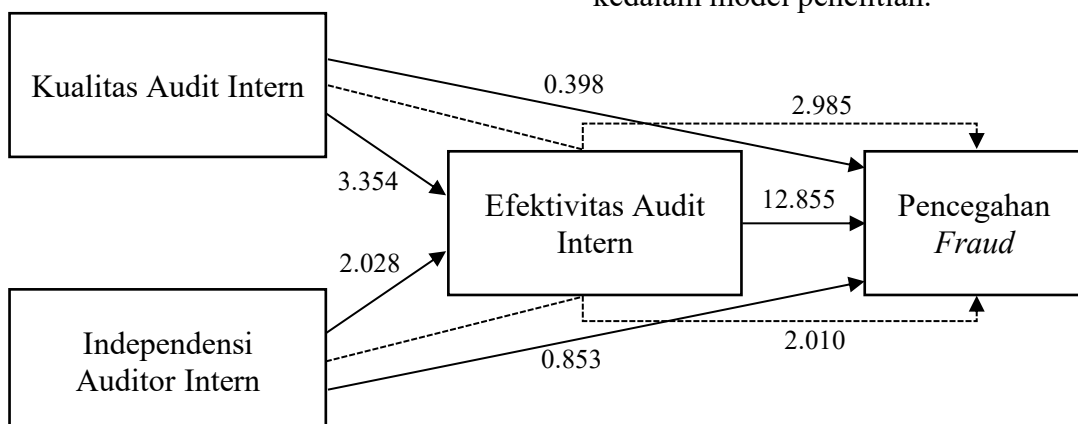 kedalam model penelitian.
Kualitas Audit Intern
0.398
2.985
3.354
Efektivitas Audit
Intern
12.855
Pencegahan
Fraud
2.028
Independensi
Auditor Intern
0.853
2.010